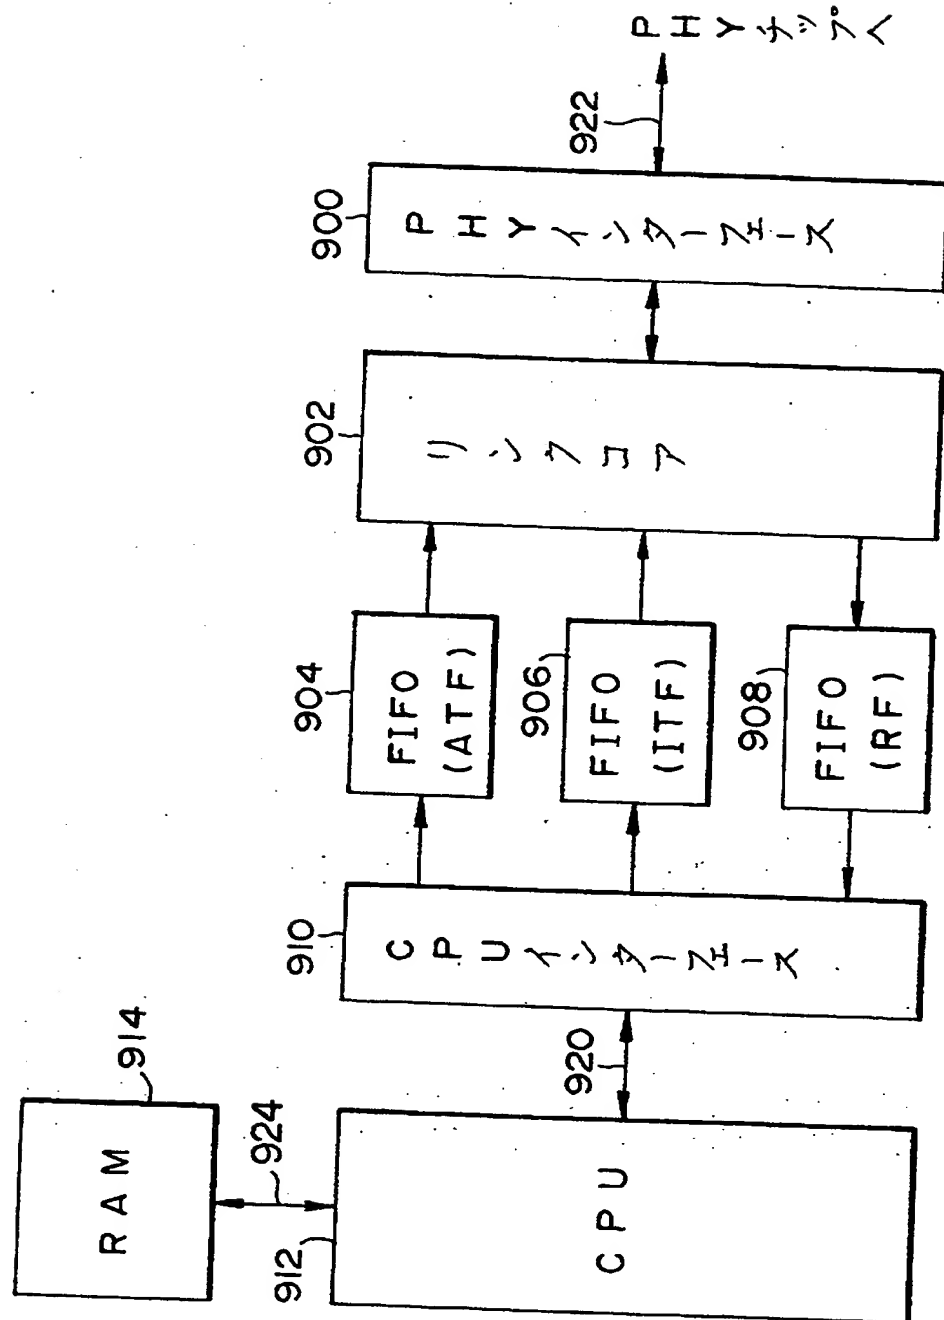 PHYチップへ
922
900
PHYインターフェース
902
リンクコア
904
FIFO
(ATF)
906
FIFO
(ITF)
908
FIFO
(RF)
910
CPUインターフェース
920
914
RAM
924
912
CPU